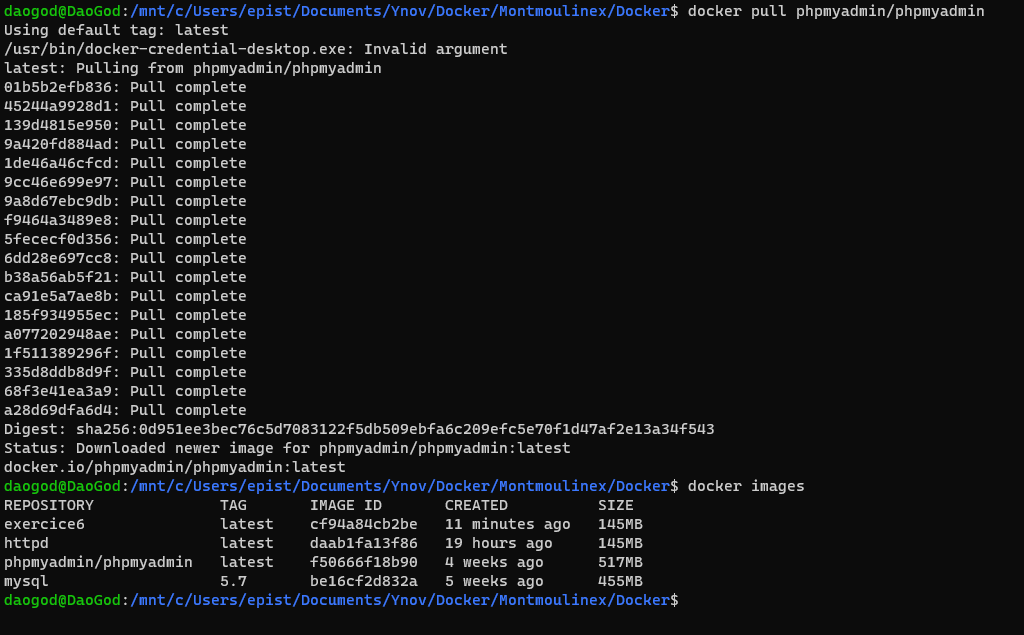 daogod@DaoGod:/mnt/c/Users/epist/Documents/Ynov/Docker/Montmoulinex/Docker$ docker pull phpmyadmin/phpmyadmin
Using default tag: latest
/usr/bin/docker-credential-desktop.exe: Invalid argument
latest: Pulling from phpmyadmin/phpmyadmin
01b5b2efb836: Pull complete
45244a9928d1: Pull complete
139d4815e950: Pull complete
9a420fd884ad: Pull complete
1de46a46cfcd: Pull complete
9cc46e699e97: Pull complete
9a8d67ebc9db: Pull complete
f9464a3489e8: Pull complete
5fececf0d356: Pull complete
6dd28e697cc8: Pull complete
b38a56ab5f21: Pull complete
ca91e5a7ae8b: Pull complete
185f934955ec: Pull complete
a077202948ae: Pull complete
1f511389296f: Pull complete
335d8ddb8d9f: Pull complete
68f3e41ea3a9: Pull complete
a28d69dfa6d4: Pull complete
Digest: sha256:0d951ee3bec76c5d7083122f5db509ebfa6c209efc5e70f1d47af2e13a34f543
Status: Downloaded newer image for phpmyadmin/phpmyadmin:latest
docker.io/phpmyadmin/phpmyadmin:latest
daogod@DaoGod:/mnt/c/Users/epist/Documents/Ynov/Docker/Montmoulinex/Docker$ docker images
REPOSITORY              TAG       IMAGE ID       CREATED          SIZE
exercice6               latest    cf94a84cb2be   11 minutes ago   145MB
httpd                   latest    daab1fa13f86   19 hours ago     145MB
phpmyadmin/phpmyadmin   latest    f50666f18b90   4 weeks ago      517MB
mysql                   5.7       be16cf2d832a   5 weeks ago      455MB
daogod@DaoGod:/mnt/c/Users/epist/Documents/Ynov/Docker/Montmoulinex/Docker$